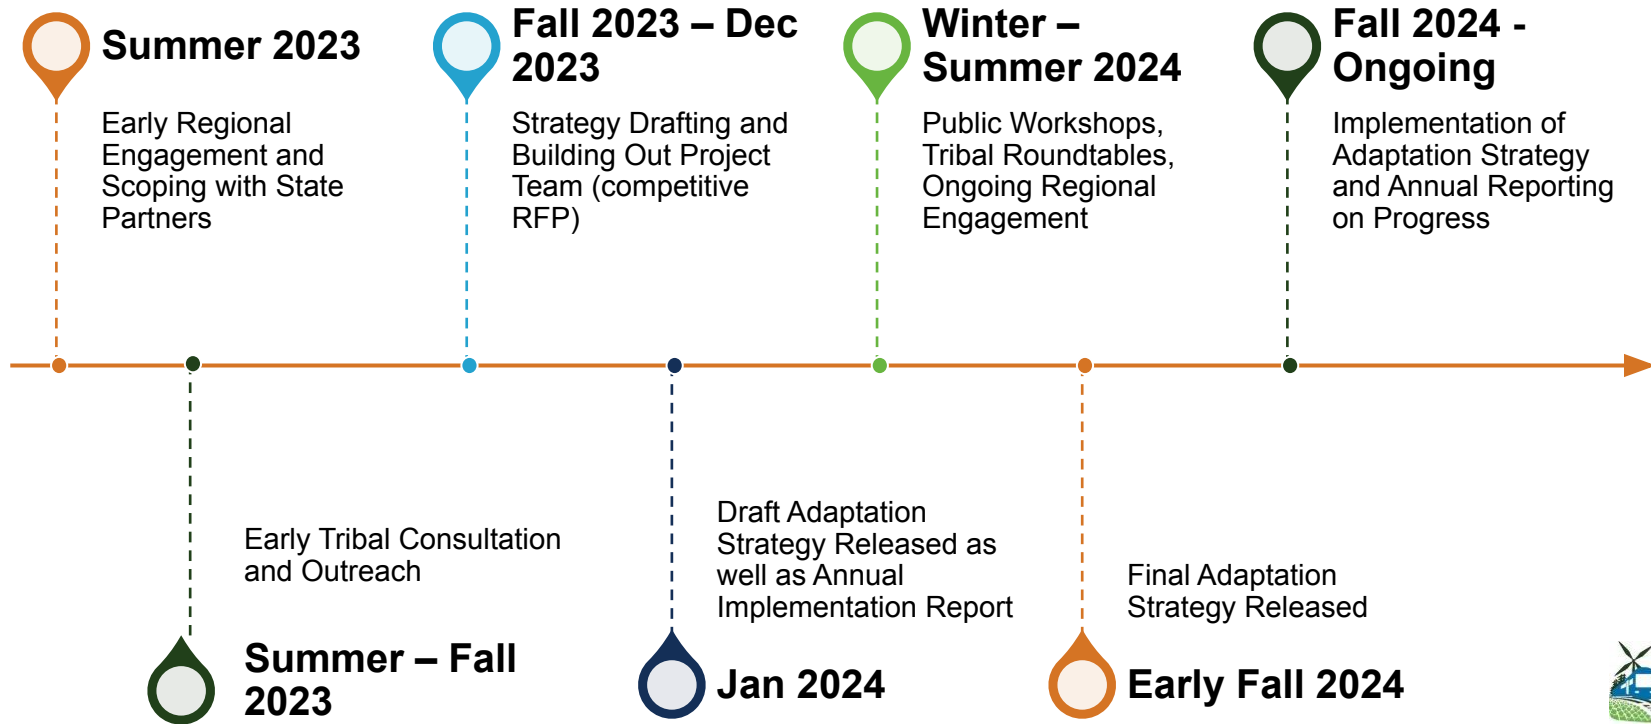 Summer 2023
Early Regional
Engagement and
Scoping with State
Partners
Fall 2023 – Dec
2023
Strategy Drafting and
Building Out Project
Team (competitive
RFP)
Winter –
Summer 2024
Public Workshops,
Tribal Roundtables,
Ongoing Regional
Engagement
Fall 2024 -
Ongoing
Implementation of
Adaptation Strategy
and Annual Reporting
on Progress
Early Tribal Consultation
and Outreach
Summer – Fall
2023
Draft Adaptation
Strategy Released as
well as Annual
Implementation Report
Jan 2024
Final Adaptation
Strategy Released
Early Fall 2024